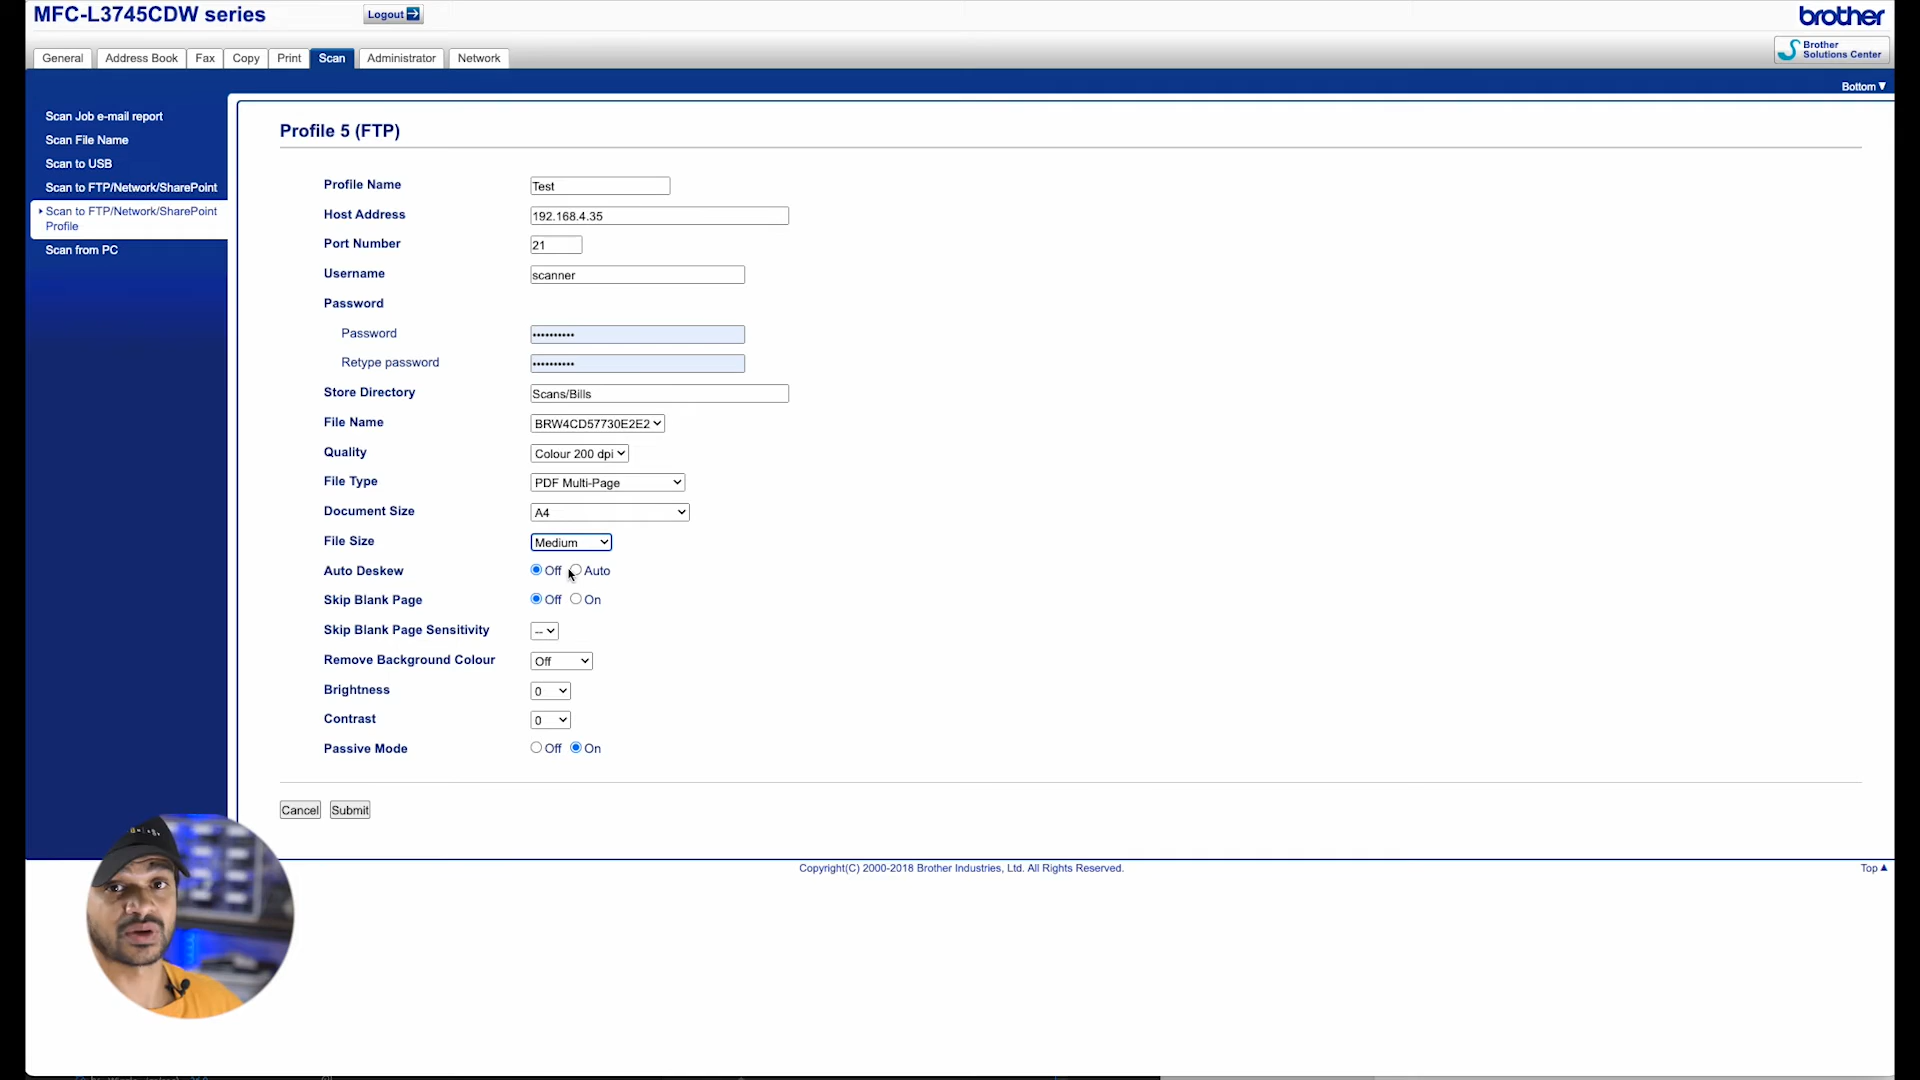 MFC-L3745CDW series
Logout
brother
General
Address Book
Fax
Copy
Print
Scan
Administrator
Network
Brother
Solutions Center
Bottom▼
Scan Job e-mail report
Scan File Name
Scan to USB
Scan to FTP/Network/SharePoint
Scan to FTP/Network/SharePoint
Profile
Scan from PC
Profile 5 (FTP)
Profile Name
Test
Host Address
192.168.4.35
Port Number
21
Username
scanner
Password
Password
••••••••••
Retype password
••••••••••
Store Directory
Scans/Bills
File Name
BRW4CD57730E2E2
Quality
Colour 200 dpi
File Type
PDF Multi-Page
Document Size
A4
File Size
Medium
Auto Deskew
Off Auto
Skip Blank Page
Off On
Skip Blank Page Sensitivity
--
Remove Background Colour
Off
Brightness
0
Contrast
0
Passive Mode
Off On
Cancel
Submit
Copyright(C) 2000-2018 Brother Industries, Ltd. All Rights Reserved.
Top▲